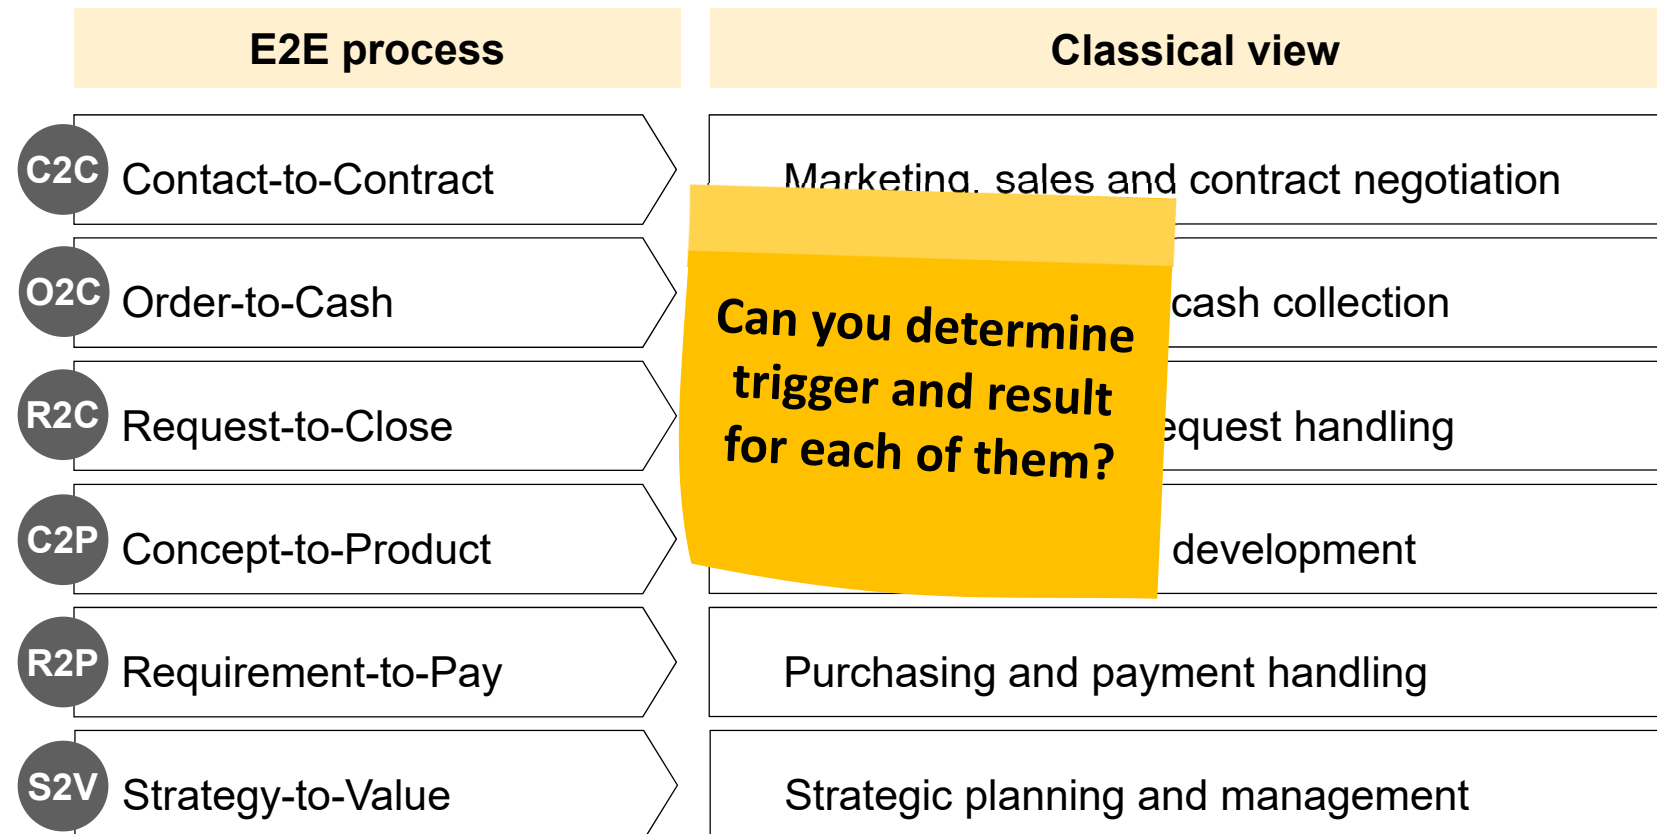 E2E process
Classical view
C2C Contact-to-Contract
Marketing, sales and contract negotiation
O2C Order-to-Cash
cash collection
R2C Request-to-Close
equest handling
C2P Concept-to-Product
development
R2P Requirement-to-Pay
Purchasing and payment handling
S2V Strategy-to-Value
Strategic planning and management
Can you determine
trigger and result
for each of them?